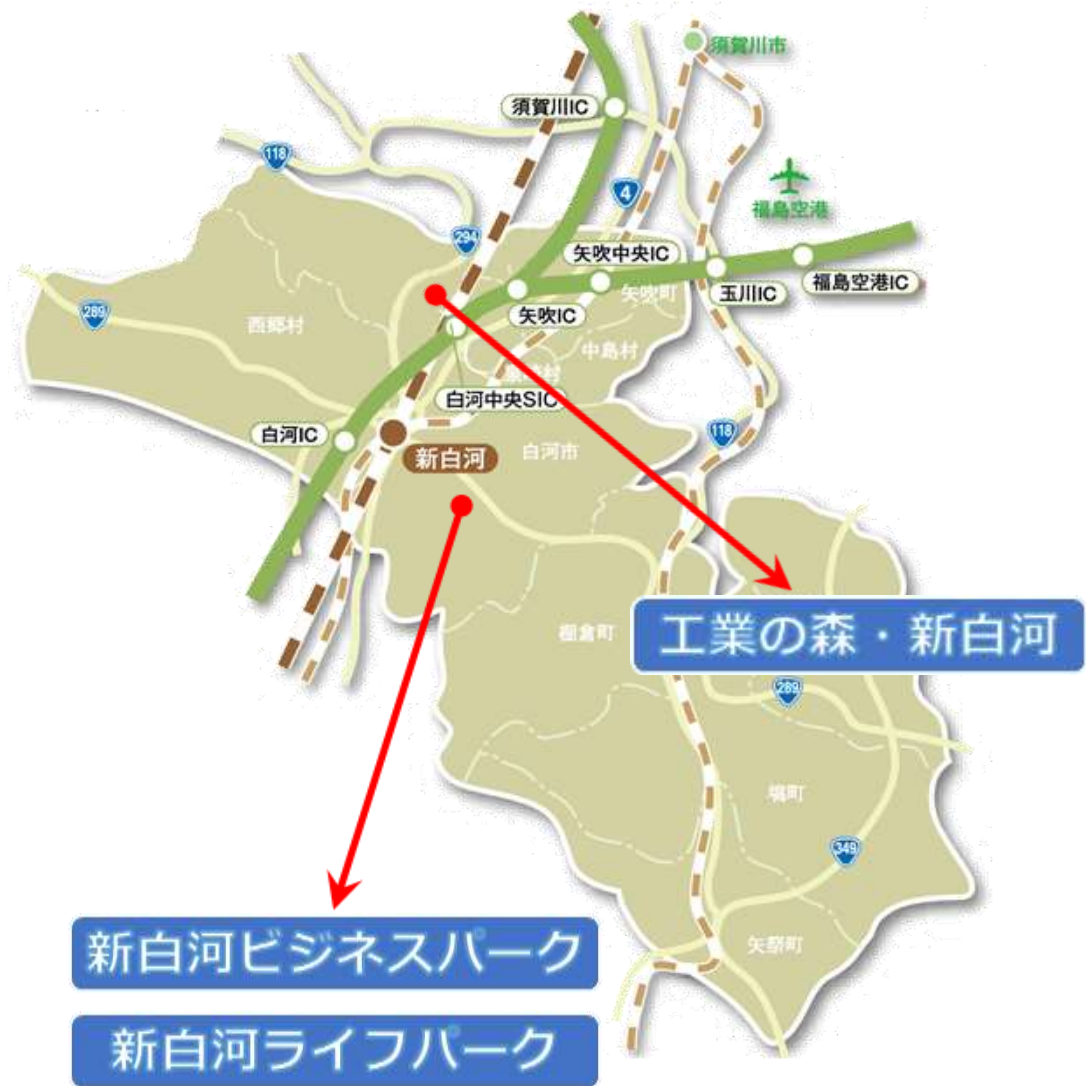 須賀川市
須賀川IC
118
4
福島空港
294
矢吹中央IC
矢吹町
玉川IC
福島空港IC
289
西郷村
矢吹IC
中島村
白河中央SIC
白河IC
新白河
白河市
118
棚倉町
工業の森・新白河
289
塙町
349
矢祭町
新白河ビジネスパーク
新白河ライフパーク